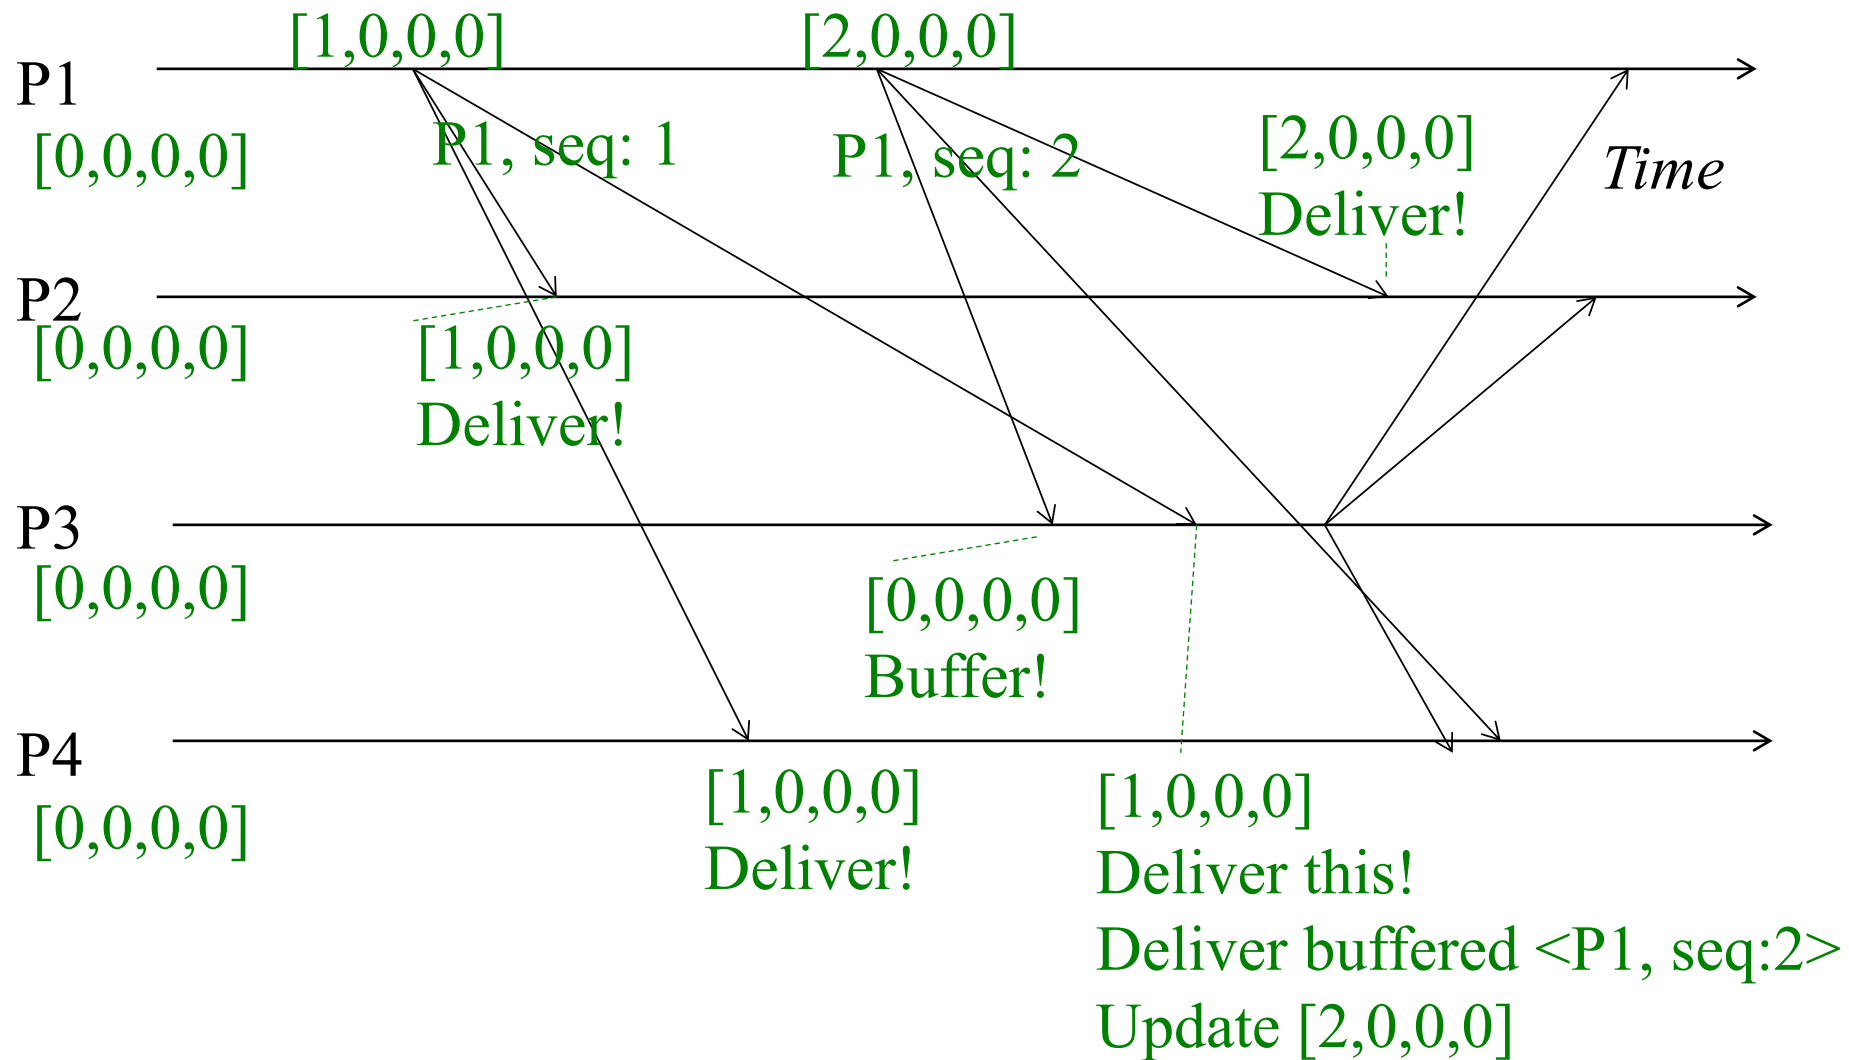 [1,0,0,0]
[2,0,0,0]
P1
[0,0,0,0]
P1, seq: 1
P1, seq: 2
[2,0,0,0]
Deliver!
Time
P2
[0,0,0,0]
[1,0,0,0]
Deliver!
P3
[0,0,0,0]
[0,0,0,0]
Buffer!
P4
[0,0,0,0]
[1,0,0,0]
Deliver!
[1,0,0,0]
Deliver this!
Deliver buffered <P1, seq:2>
Update [2,0,0,0]